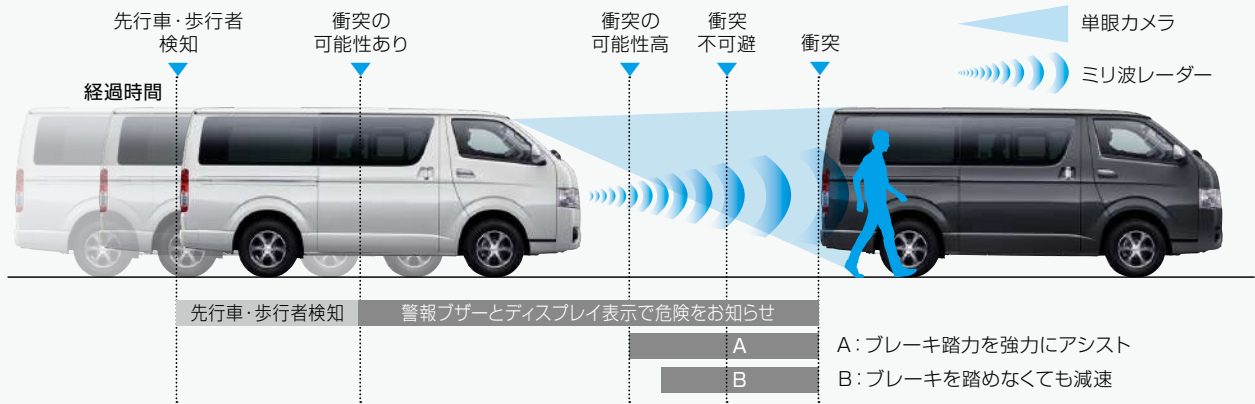 先行車・歩行者
検知
衝突の
可能性あり
衝突の
可能性高
衝突
不可避
衝突
単眼カメラ
ミリ波レーダー
経過時間
先行車・歩行者検知
警報ブザーとディスプレイ表示で危険をお知らせ
A
A：ブレーキ踏力を強力にアシスト
B
B：ブレーキを踏めなくても減速